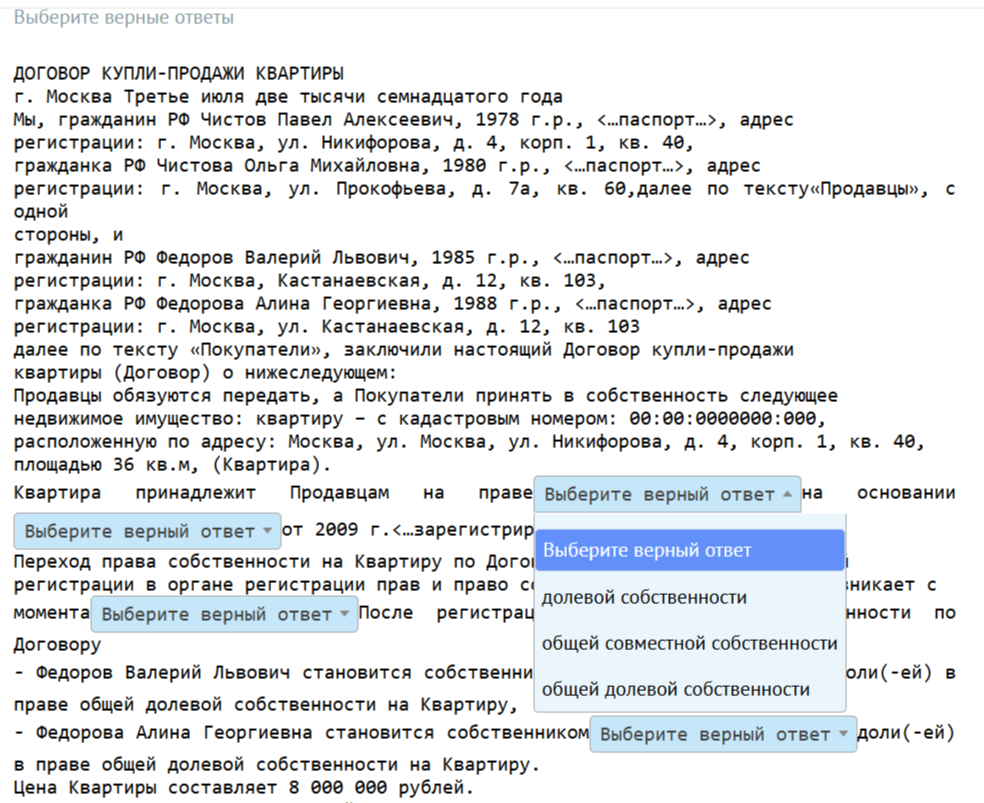 Выберите верные ответы
ДОГОВОР КУПЛИ-ПРОДАЖИ КВАРТИРЫ
г. Москва Третье июля две тысячи семнадцатого года
Мы, гражданин РФ Чистов Павел Алексеевич, 1978 г.р., <…паспорт…>, адрес
регистрации: г. Москва, ул. Никифорова, д. 4, корп. 1, кв. 40,
гражданка РФ Чистова Ольга Михайловна, 1980 г.р., <…паспорт…>, адрес
регистрации: г. Москва, ул. Прокофьева, д. 7а, кв. 60,далее по тексту«Продавцы», с
одной
стороны, и
гражданин РФ Федоров Валерий Львович, 1985 г.р., <…паспорт…>, адрес
регистрации: г. Москва, Кастанаевская, д. 12, кв. 103,
гражданка РФ Федорова Алина Георгиевна, 1988 г.р., <…паспорт…>, адрес
регистрации: г. Москва, ул. Кастанаевская, д. 12, кв. 103
далее по тексту «Покупатели», заключили настоящий Договор купли-продажи
квартиры (Договор) о нижеследующем:
Продавцы обязуются передать, а Покупатели принять в собственность следующее
недвижимое имущество: квартиру – с кадастровым номером: 00:00:0000000:000,
расположенную по адресу: Москва, ул. Москва, ул. Никифорова, д. 4, корп. 1, кв. 40,
площадью 36 кв.м, (Квартира).
Квартира принадлежит Продавцам на праве Выберите верный ответ на основании
Выберите верный ответ от 2009 г.<…зарегистрир
Выберите верный ответ
Переход права собственности на Квартиру по Дого
регистрации в органе регистрации прав и право со никает с
долевой собственности
момента Выберите верный ответ После регистрац нности по
Договору
общей совместной собственности
- Федоров Валерий Львович становится собственни оли(-ей) в
общей долевой собственности
праве общей долевой собственности на Квартиру,
- Федорова Алина Георгиевна становится собственником Выберите верный ответ доли(-ей)
в праве общей долевой собственности на Квартиру.
Цена Квартиры составляет 8 000 000 рублей.